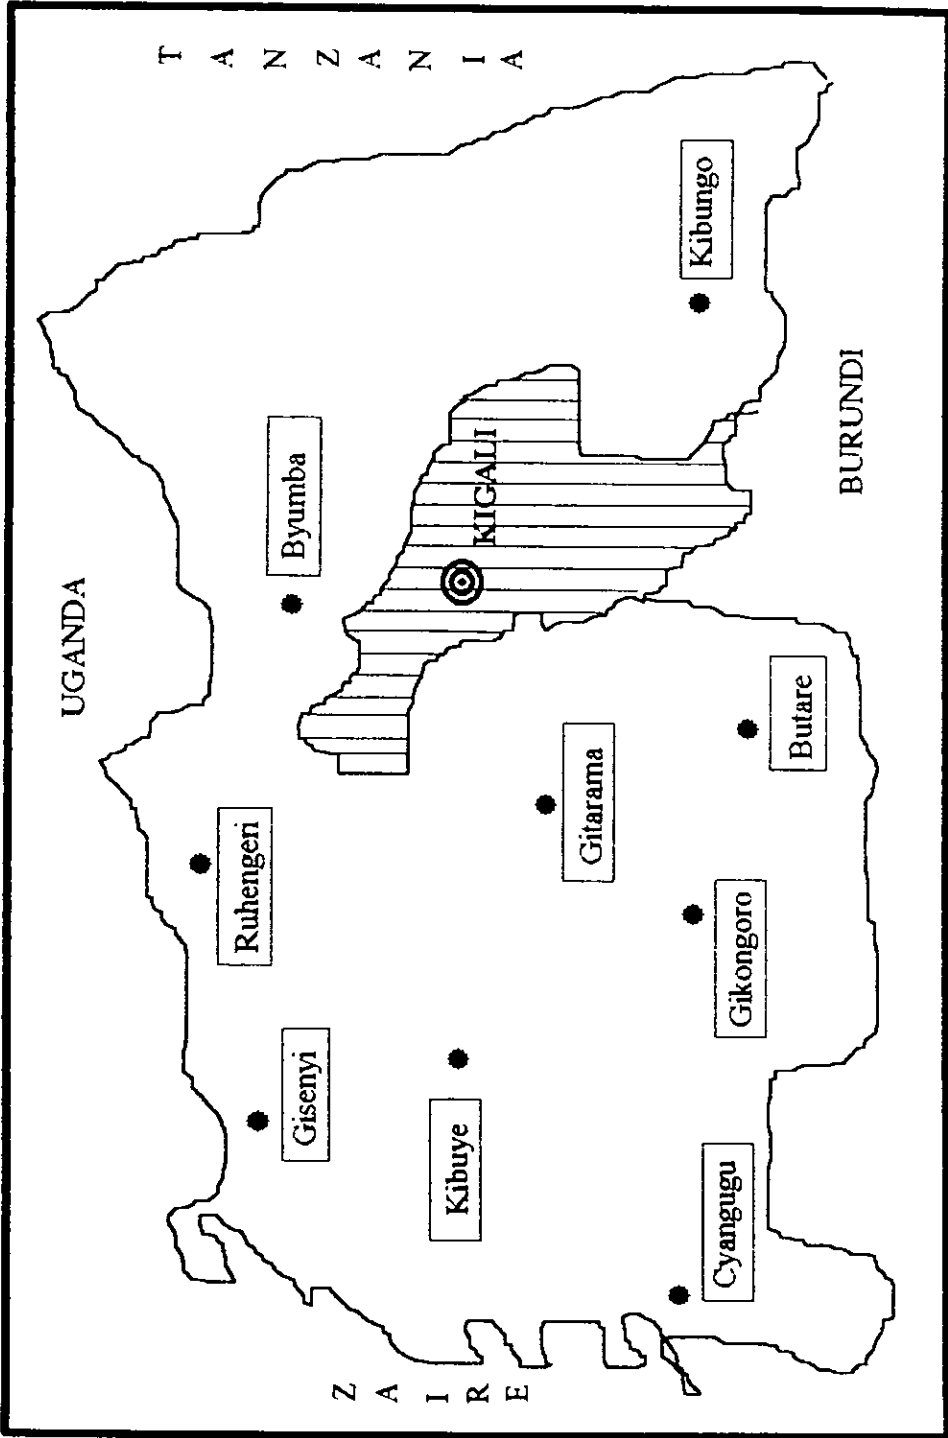 UGANDA
TANZANIA
Ruhengeri
Byumba
Gisenyi
KIGALI
Kibuye
ZAIRE
Gitarama
Kibungo
Cyangugu
Gikongoro
Butare
BURUNDI